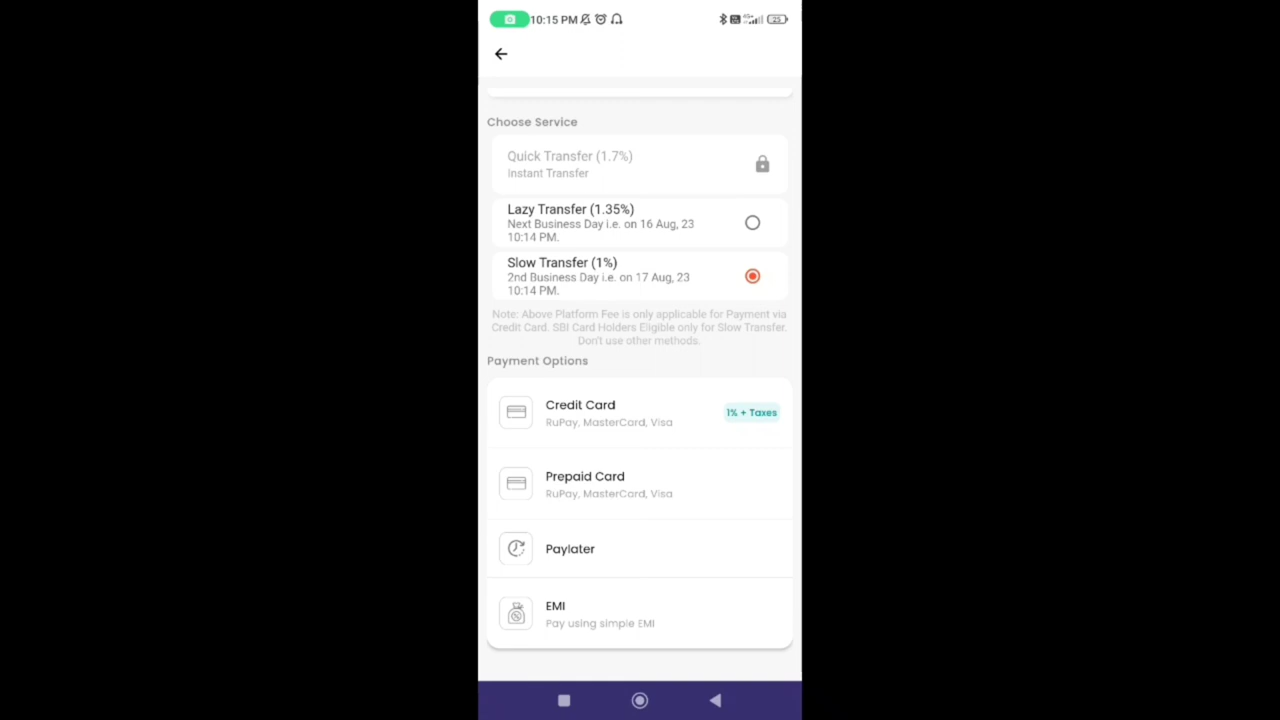 10:15 PM
4G+
25
Choose Service
Quick Transfer (1.7%)
Instant Transfer
Lazy Transfer (1.35%)
Next Business Day i.e. on 16 Aug, 23
10:14 PM.
Slow Transfer (1%)
2nd Business Day i.e. on 17 Aug, 23
10:14 PM.
Note: Above Platform Fee is only applicable for Payment via
Credit Card. SBI Card Holders Eligible only for Slow Transfer.
Don't use other methods.
Payment Options
Credit Card
1% + Taxes
RuPay, MasterCard, Visa
Prepaid Card
RuPay, MasterCard, Visa
Paylater
EMI
Pay using simple EMI